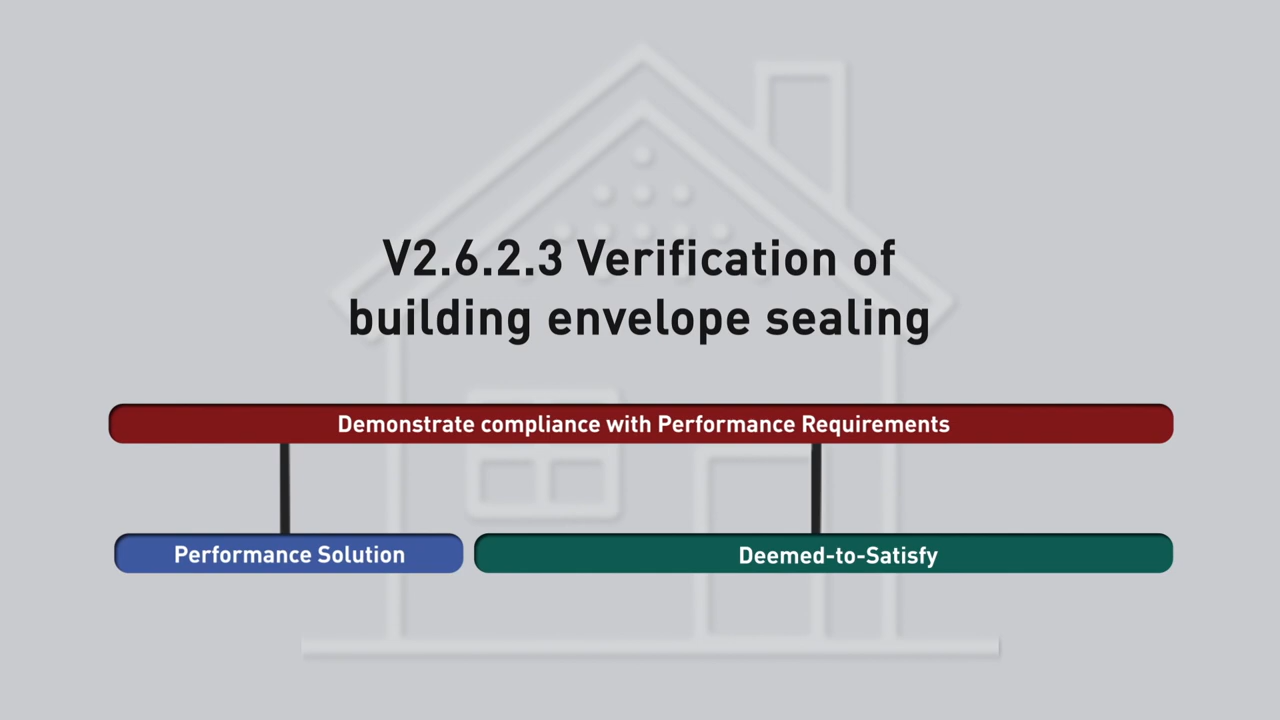 V2.6.2.3 Verification of
building envelope sealing
Demonstrate compliance with Performance Requirements
Performance Solution
Deemed-to-Satisfy